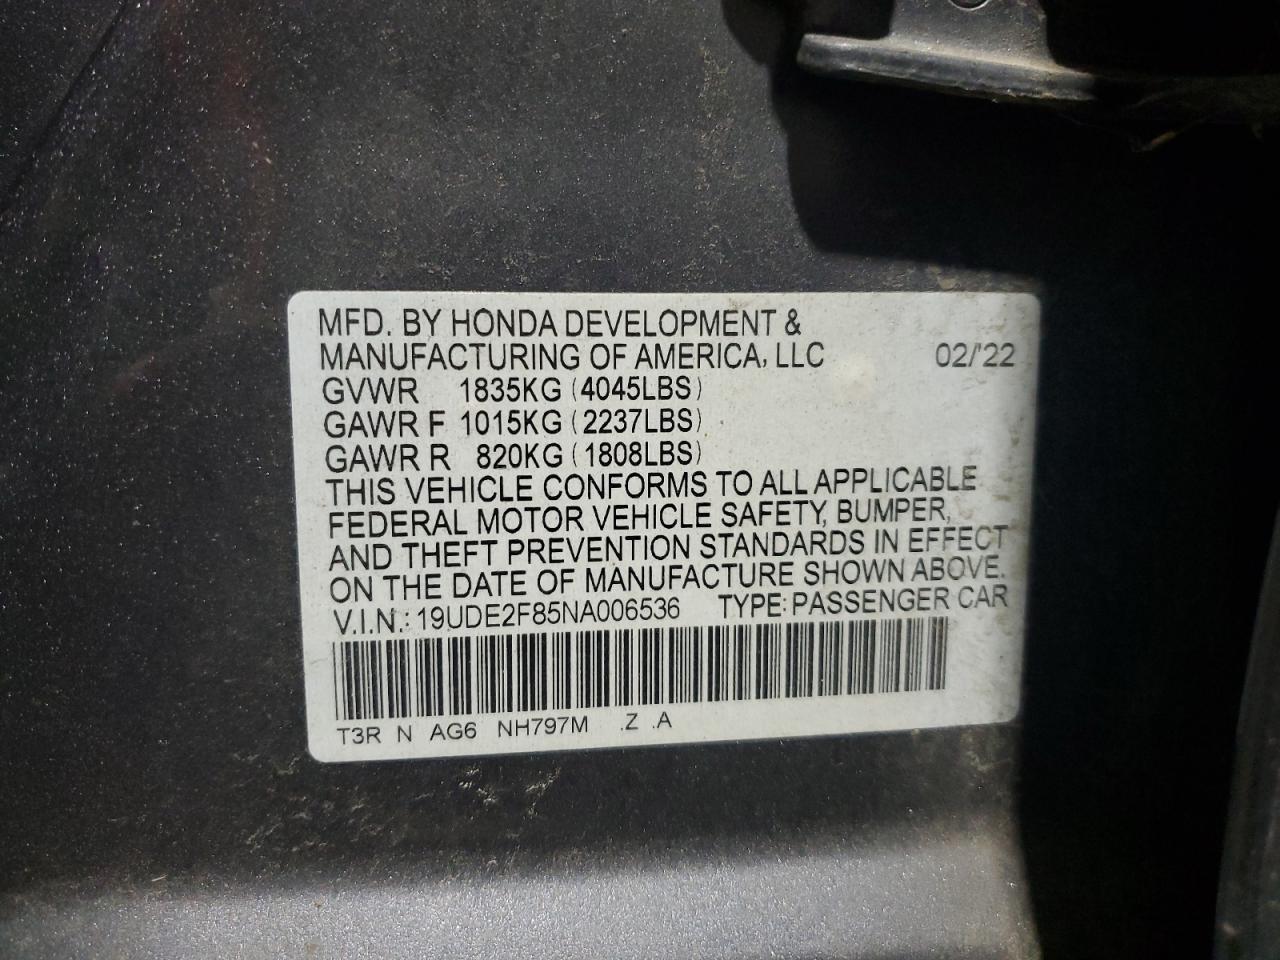 MFD. BY HONDA DEVELOPMENT &
MANUFACTURING OF AMERICA, LLC 02/'22
GVWR 1835KG (4045LBS)
GAWR F 1015KG (2237LBS)
GAWR R 820KG (1808LBS)
THIS VEHICLE CONFORMS TO ALL APPLICABLE
FEDERAL MOTOR VEHICLE SAFETY, BUMPER,
AND THEFT PREVENTION STANDARDS IN EFFECT
ON THE DATE OF MANUFACTURE SHOWN ABOVE.
V.I.N.: 19UDE2F85NA006536 TYPE: PASSENGER CAR
T3R N AG6 NH797M .Z .A